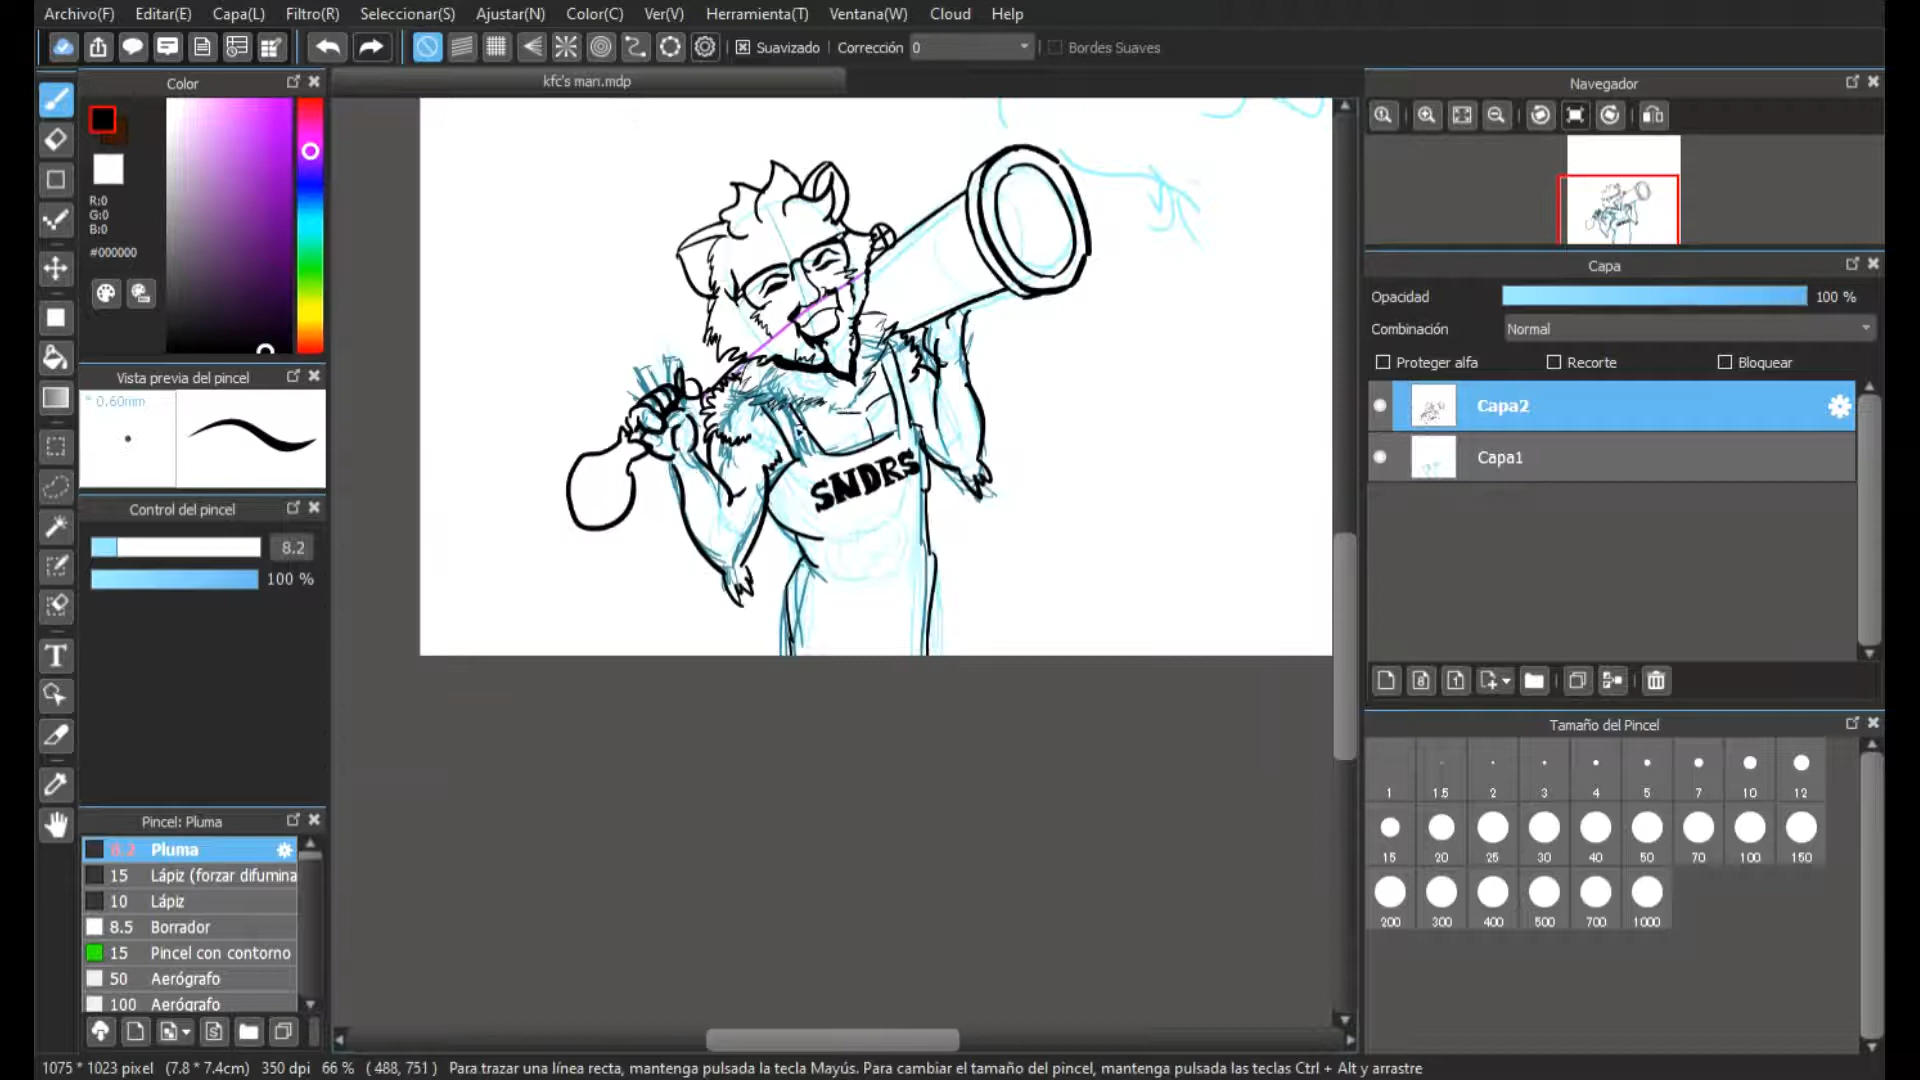 Archivo(F) Editar(E) Capa(L) Filtro(R) Seleccionar(S) Ajustar(N) Color(C) Ver(V) Herramienta(T) Ventana(W) Cloud Help
Suavizado Corrección 0 Bordes Suaves
Color
kfc's man.mdp
Navegador
R:0
G:0
B:0
#000000
Capa
Opacidad 100 %
Combinación Normal
Proteger alfa Recorte Bloquear
Vista previa del pincel
* 0.60mm
Capa2
Capa1
SNDRS
Control del pincel
8.2
100 %
Tamaño del Pincel
1 1.5 2 3 4 5 7 10 12
15 20 25 30 40 50 70 100 150
200 300 400 500 700 1000
Pincel: Pluma
8.2 Pluma
15 Lápiz (forzar difumina
10 Lápiz
8.5 Borrador
15 Pincel con contorno
50 Aerógrafo
100 Aerógrafo
1075 * 1023 pixel (7.8 * 7.4cm) 350 dpi 66 % ( 488, 751 ) Para trazar una línea recta, mantenga pulsada la tecla Mayús. Para cambiar el tamaño del pincel, mantenga pulsada las teclas Ctrl + Alt y arrastre